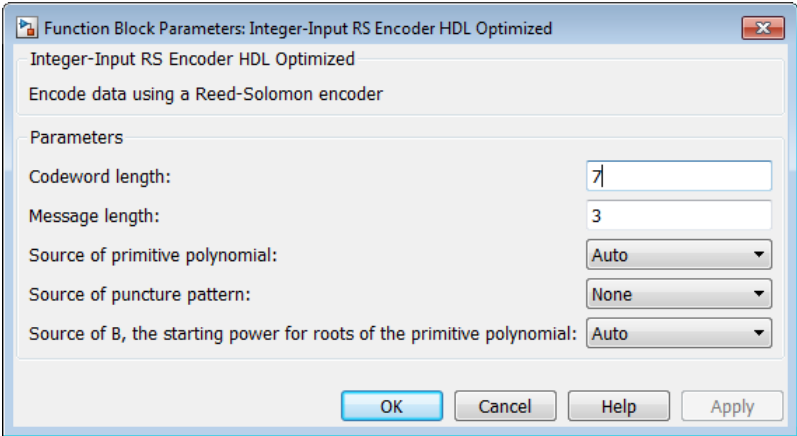 Function Block Parameters: Integer-Input RS Encoder HDL Optimized
Integer-Input RS Encoder HDL Optimized
Encode data using a Reed-Solomon encoder
Parameters
Codeword length: 7
Message length: 3
Source of primitive polynomial: Auto
Source of puncture pattern: None
Source of B, the starting power for roots of the primitive polynomial: Auto
OK Cancel Help Apply